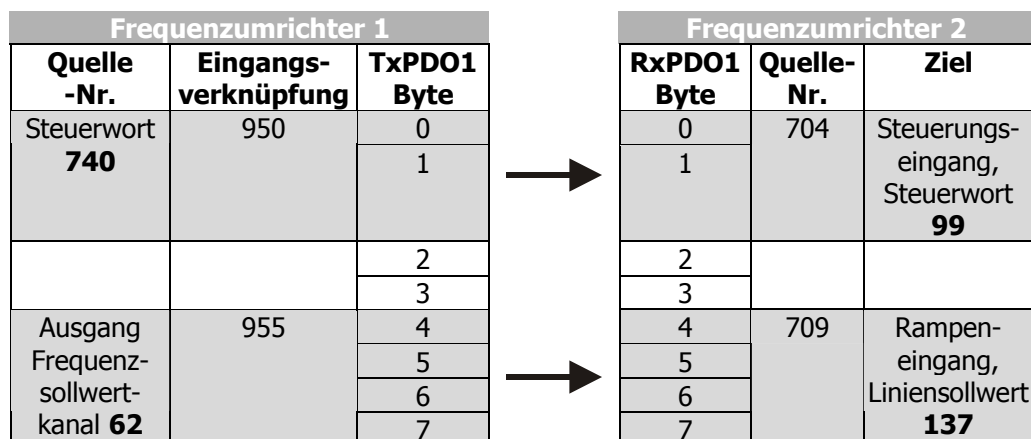 Frequenzumrichter 1
Quelle -Nr.
Eingangs-verknüpfung
TxPDO1 Byte
Steuerwort 740
950
0
1
2
3
Ausgang Frequenz-sollwert-kanal 62
955
4
5
6
7
Frequenzumrichter 2
RxPDO1 Byte
Quelle-Nr.
Ziel
0
704
Steuerungs-eingang, Steuerwort 99
1
2
3
4
709
Rampen-eingang, Liniensollwert 137
5
6
7